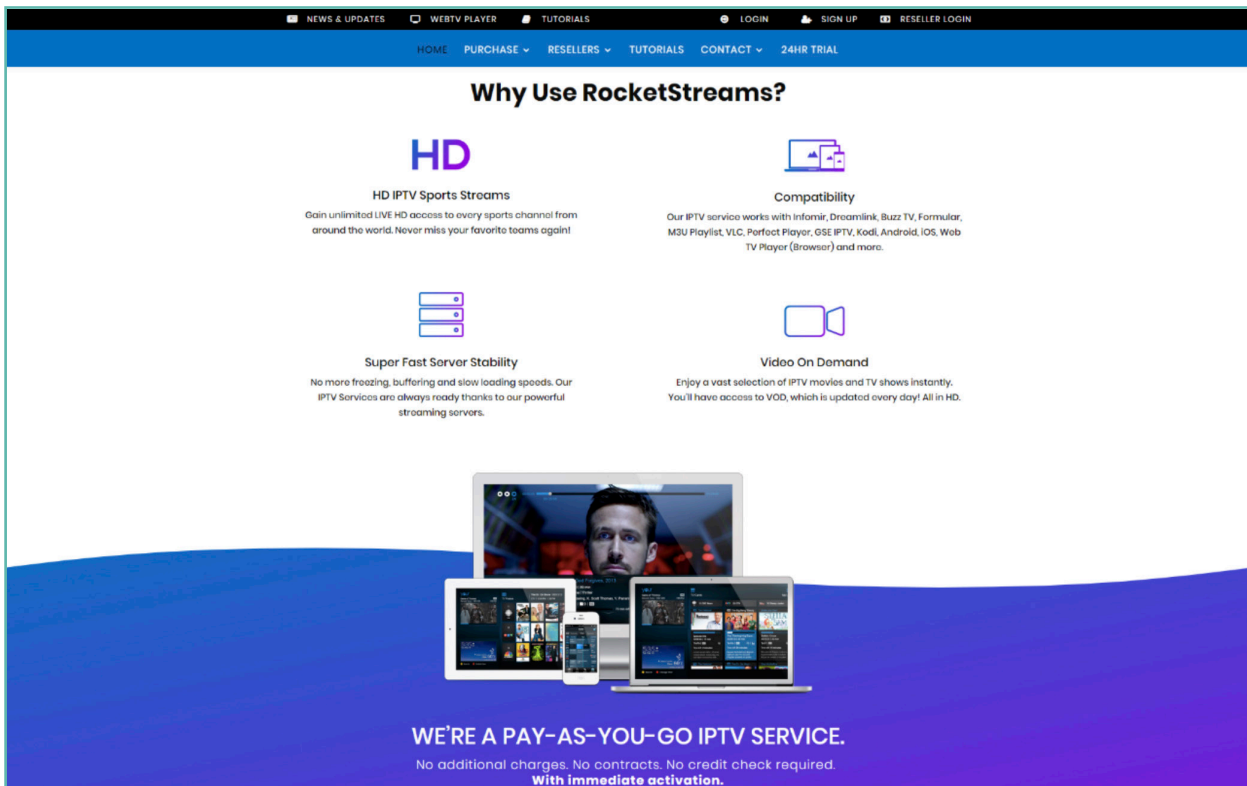 NEWS & UPDATES WEBTV PLAYER TUTORIALS LOGIN SIGN UP RESELLER LOGIN
HOME PURCHASE RESELLERS TUTORIALS CONTACT 24HR TRIAL
Why Use RocketStreams?
HD
HD IPTV Sports Streams
Gain unlimited LIVE HD access to every sports channel from
around the world. Never miss your favorite teams again!
Compatibility
Our IPTV service works with Infomir, Dreamlink, Buzz TV, Formular,
M3U Playlist, VLC, Perfect Player, GSE IPTV, Kodi, Android, iOS, Web
TV Player (Browser) and more.
Super Fast Server Stability
No more freezing, buffering and slow loading speeds. Our
IPTV Services are always ready thanks to our powerful
streaming servers.
Video On Demand
Enjoy a vast selection of IPTV movies and TV shows instantly.
You'll have access to VOD, which is updated every day! All in HD.
WE'RE A PAY-AS-YOU-GO IPTV SERVICE.
No additional charges. No contracts. No credit check required.
With immediate activation.